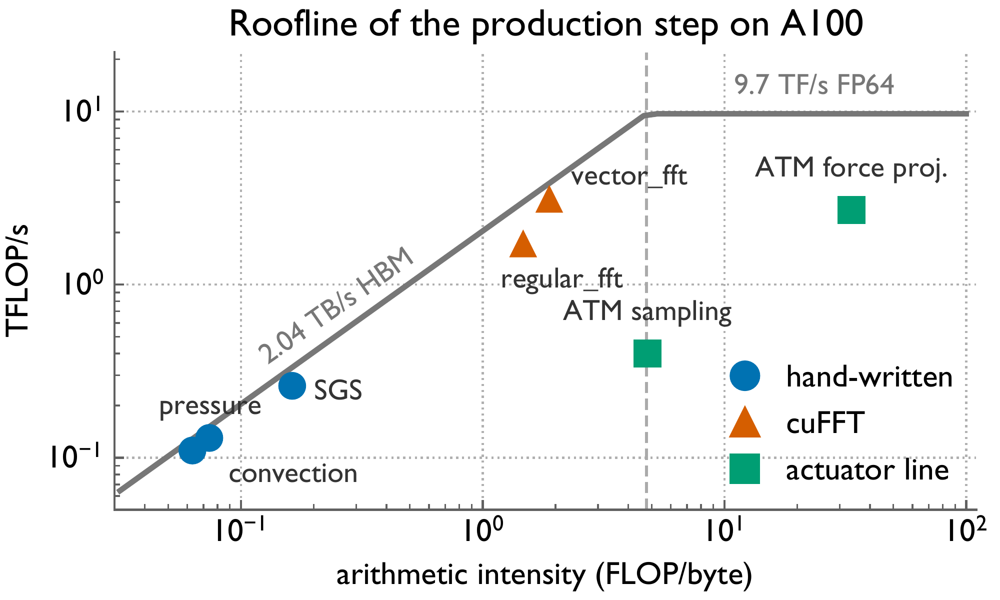 Roofline of the production step on A100
9.7 TF/s FP64
10¹
ATM force proj.
vector_fft
TFLOP/s
2.04 TB/s HBM
regular_fft
10⁰
ATM sampling
hand-written
SGS
pressure
cuFFT
10⁻¹
convection
actuator line
10⁻¹ 10⁰ 10¹ 10²
arithmetic intensity (FLOP/byte)